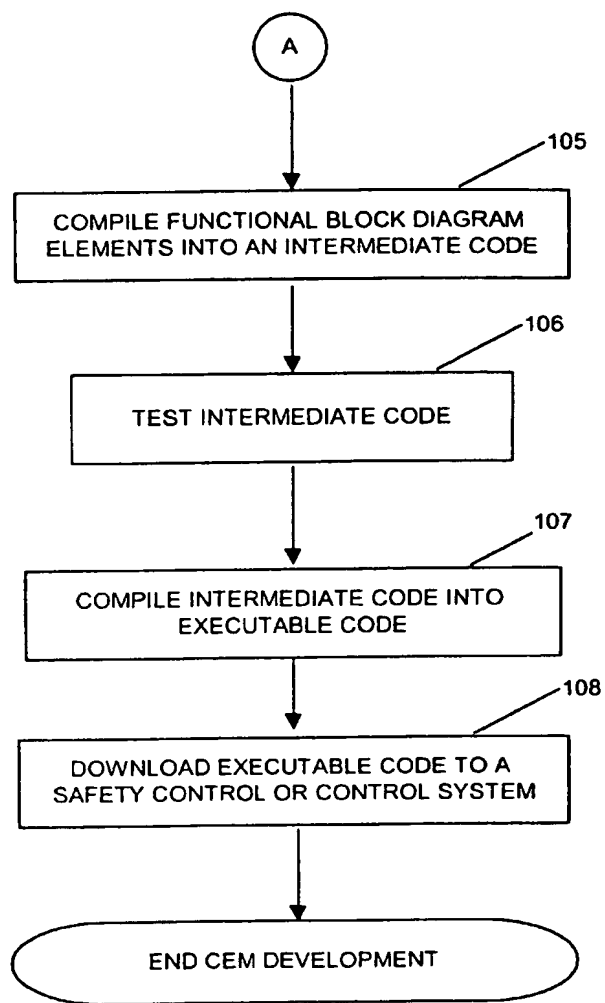 A
105
COMPILE FUNCTIONAL BLOCK DIAGRAM
ELEMENTS INTO AN INTERMEDIATE CODE
106
TEST INTERMEDIATE CODE
107
COMPILE INTERMEDIATE CODE INTO
EXECUTABLE CODE
108
DOWNLOAD EXECUTABLE CODE TO A
SAFETY CONTROL OR CONTROL SYSTEM
END CEM DEVELOPMENT